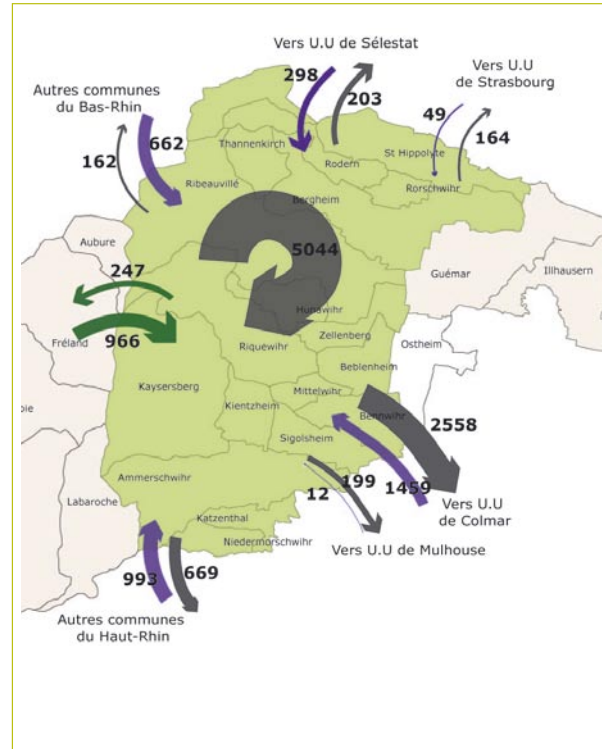 Vers U.U de Sélestat
298
203
Vers U.U
de Strasbourg
49
164
Autres communes
du Bas-Rhin
662
162
Thannenkirch
Rodern
St Hippolyte
Ribeauvillé
Rorschwihr
Bergheim
Aubure
5044
Guémar
Illhausern
247
966
Fréland
Hunawihr
Zellenberg
Ostheim
Riquewihr
Beblenheim
Kaysersberg
Mittelwihr
Kientzheim
Bennwihr
2558
Sigolsheim
Ammerschwihr
199
12
1459
Vers U.U
de Colmar
Labaroche
Katzenthal
Niedermorschwihr
Vers U.U de Mulhouse
993
669
Autres communes
du Haut-Rhin